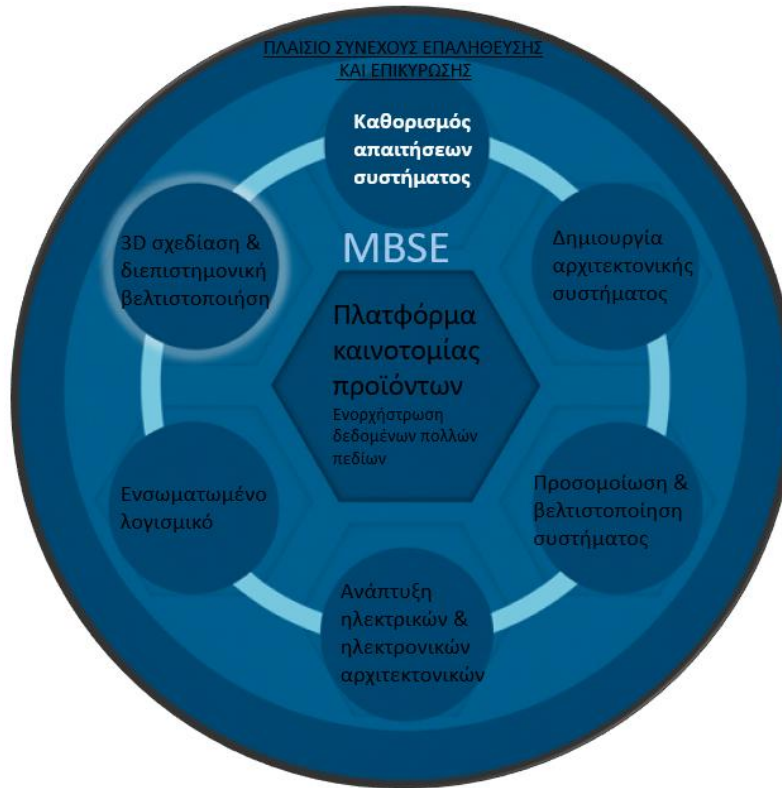 ΠΛΑΙΣΙΟ ΣΥΝΕΧΟΥΣ ΕΠΑΛΗΘΕΥΣΗΣ
ΚΑΙ ΕΠΙΚΥΡΩΣΗΣ
Καθορισμός
απαιτήσεων
συστήματος
3D σχεδίαση &
διεπιστημονική
βελτιστοποιήση
MBSE
Δημιουργία
αρχιτεκτονικής
συστήματος
Πλατφόρμα
καινοτομίας
προϊόντων
Ενορχήστρωση
δεδομένων πολλών
πεδίων
Ενσωματωμένο
λογισμικό
Προσομοίωση &
βελτιστοποίηση
συστήματος
Ανάπτυξη
ηλεκτρικών &
ηλεκτρονικών
αρχιτεκτονικών